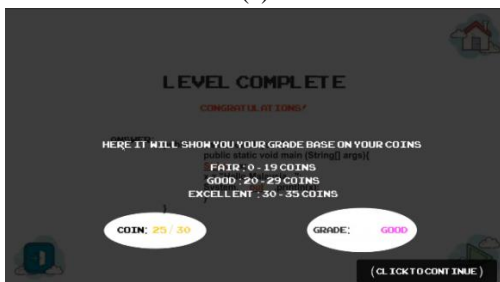 LEVEL COMPLETE
CONGRATULATIONS!
ANSWER:
HERE IT WILL SHOW YOU YOUR GRADE BASE ON YOUR COINS
public static void main (String[] args){
FAIR : 0 - 19 COINS
GOOD : 20 - 29 COINS
EXCELLENT : 30 - 35 COINS
}
COIN: 25 / 30
GRADE: GOOD
(CLICK TO CONTINUE)